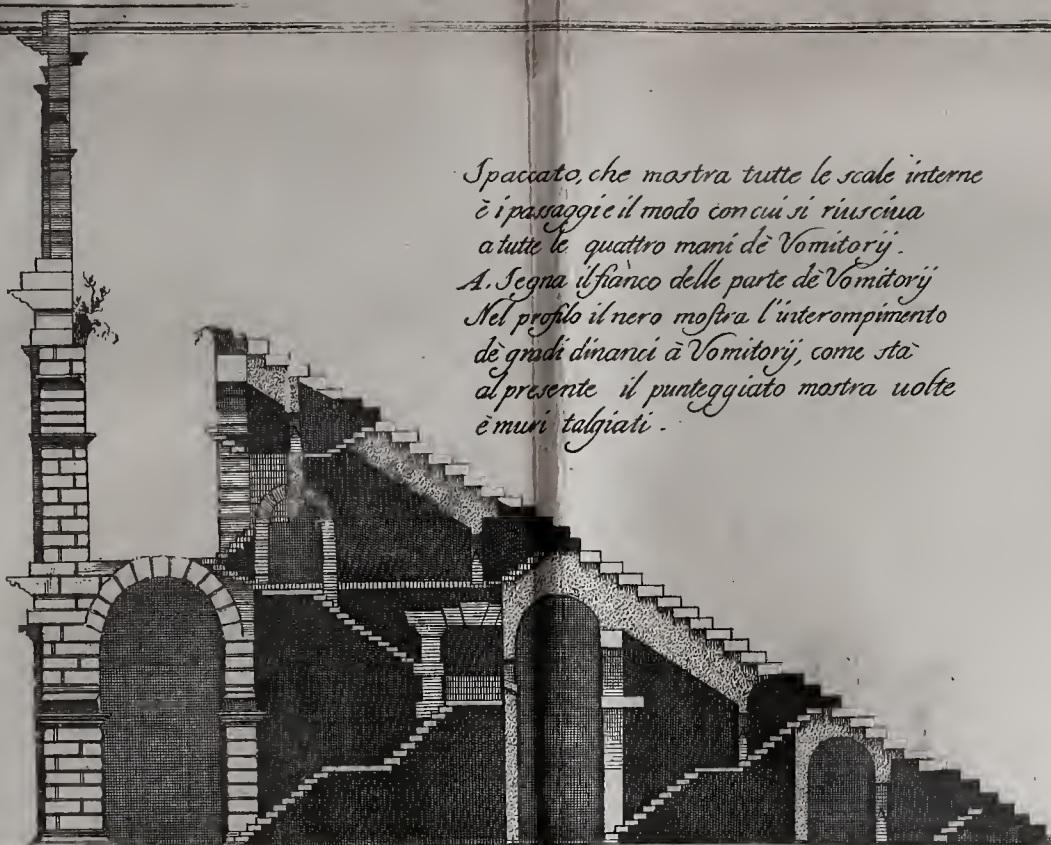 Spaccato, che mostra tutte le scale interne
è i passaggi e il modo con cui si riusciua
a tutte le quattro mani dè Vomitorij.
A. Segna il fianco delle parte dè Vomitorij
Nel profilo il nero mostra l'interompimento
dè gradi dinanci à Vomitorij, come stà
al presente il punteggiato mostra uolte
è muri talgiati.